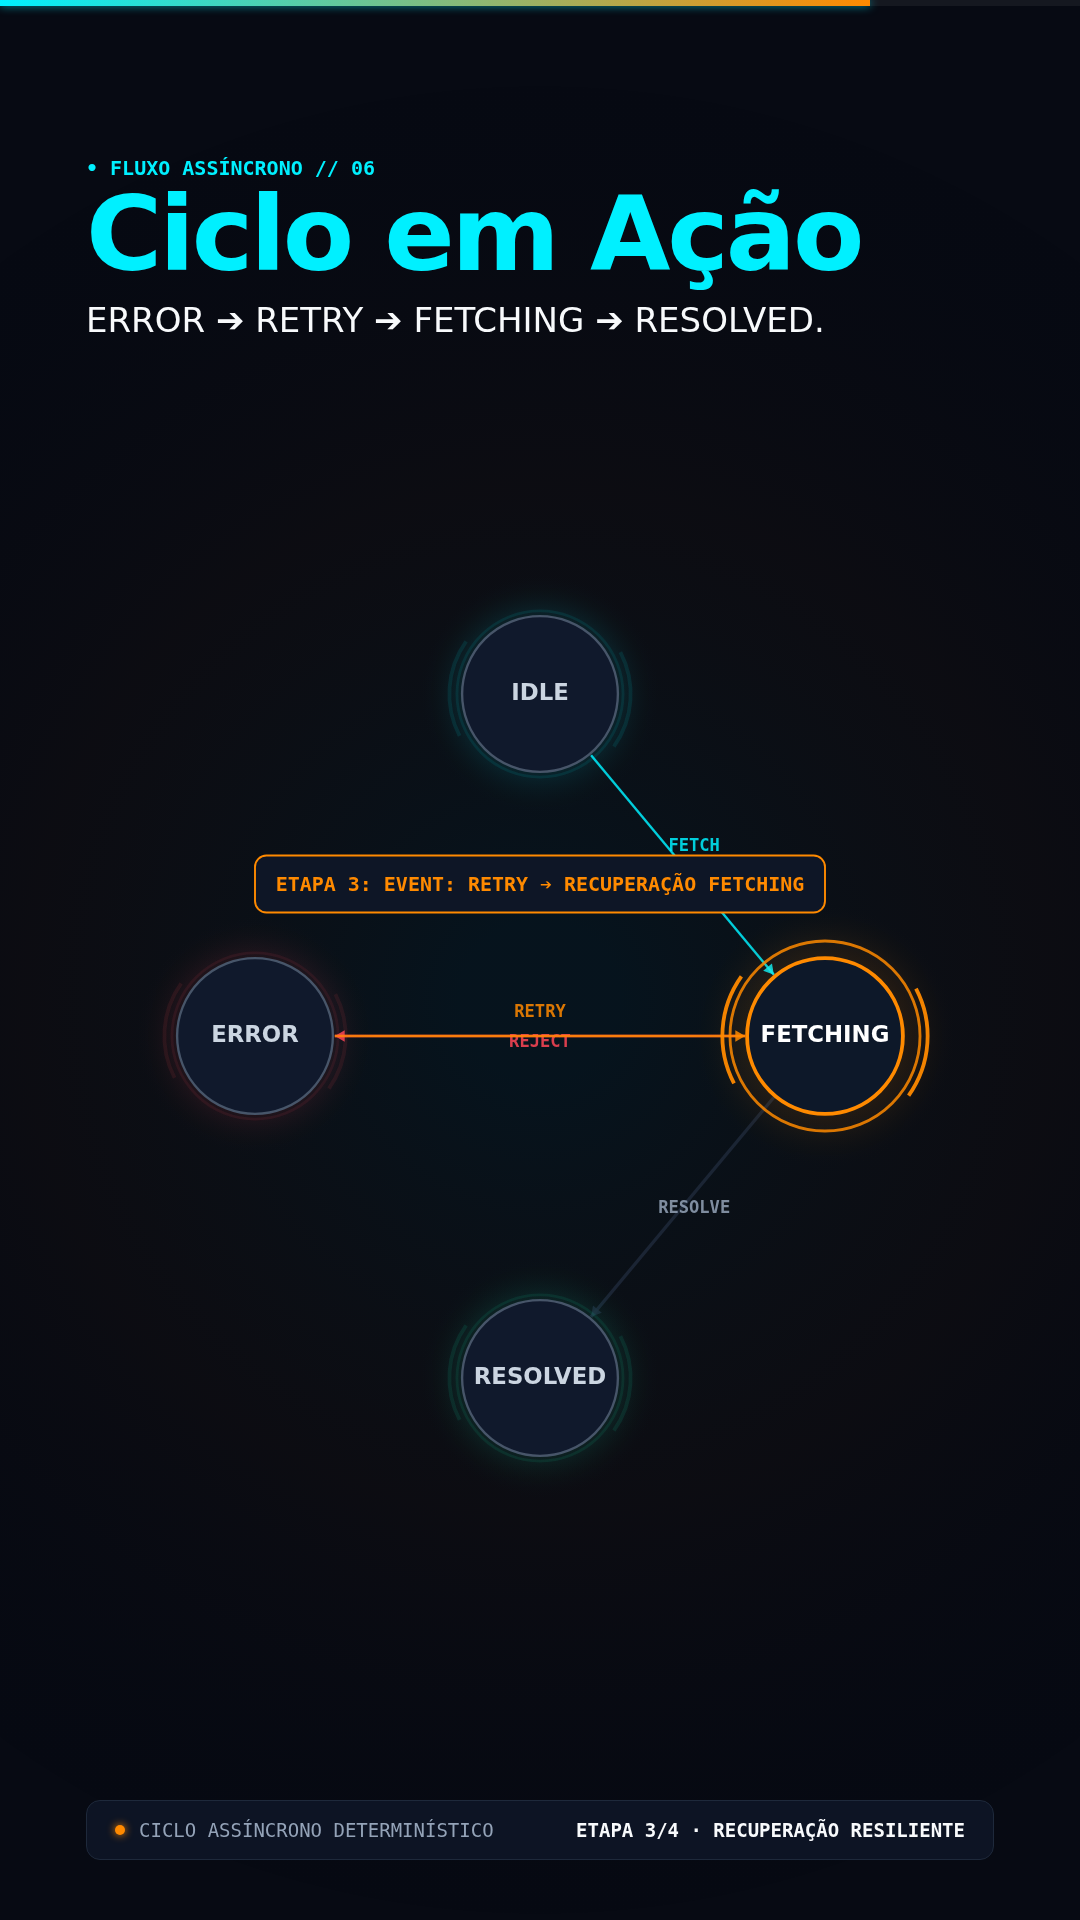 • FLUXO ASSÍNCRONO // 06
Ciclo em Ação
ERROR ➔ RETRY ➔ FETCHING ➔ RESOLVED.
IDLE
FETCH
ETAPA 3: EVENT: RETRY ➔ RECUPERAÇÃO FETCHING
RETRY
ERROR
FETCHING
REJECT
RESOLVE
RESOLVED
CICLO ASSÍNCRONO DETERMINÍSTICO
ETAPA 3/4 · RECUPERAÇÃO RESILIENTE